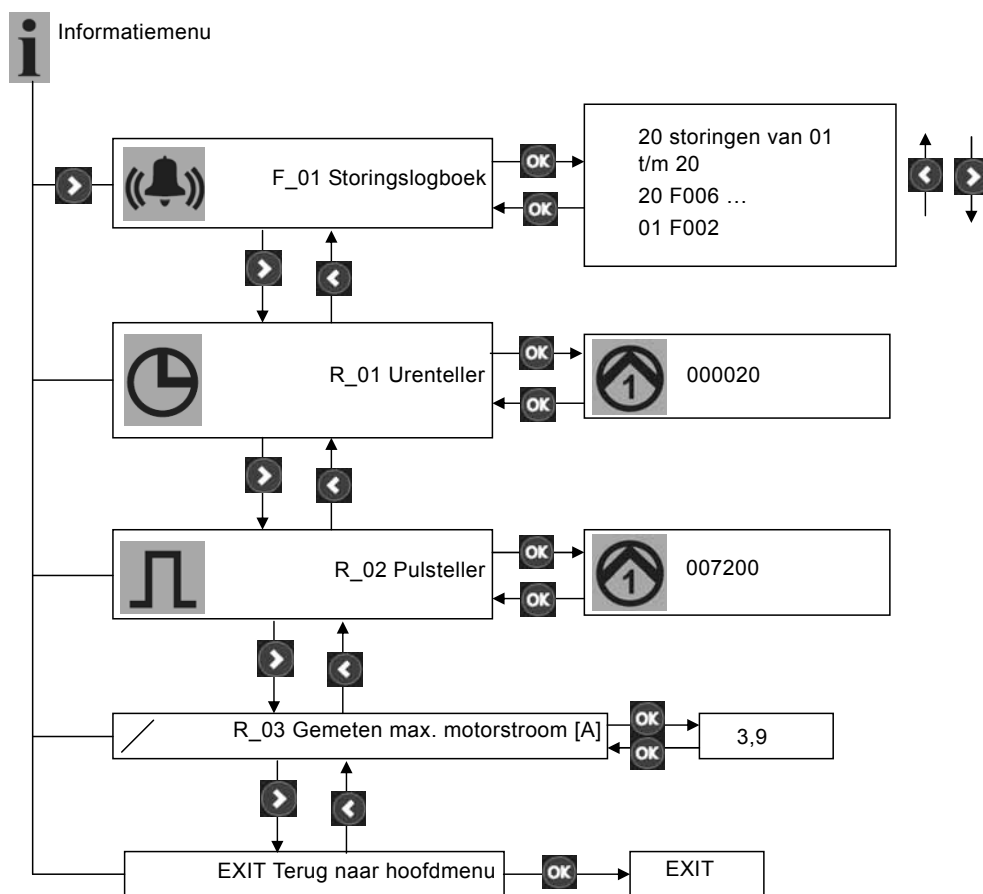 i Informatiemenu
F_01 Storingslogboek
OK
OK
20 storingen van 01
t/m 20
20 F006 …
01 F002
R_01 Urenteller
OK
OK
1
000020
R_02 Pulsteller
OK
OK
1
007200
R_03 Gemeten max. motorstroom [A]
OK
OK
3,9
EXIT Terug naar hoofdmenu
OK
EXIT